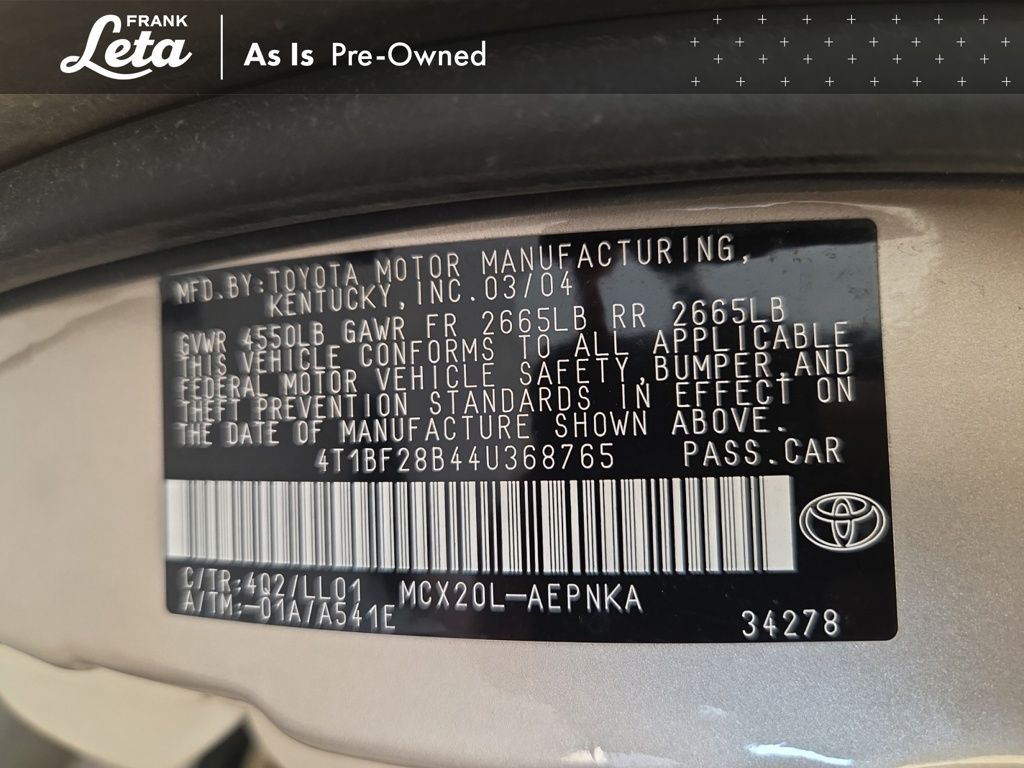 FRANK
Leta
As Is Pre-Owned
MFD.BY:TOYOTA MOTOR MANUFACTURING,
KENTUCKY,INC.03/04
GVWR 4550LB GAWR FR 2665LB RR 2665LB
THIS VEHICLE CONFORMS TO ALL APPLICABLE
FEDERAL MOTOR VEHICLE SAFETY,BUMPER,AND
THEFT PREVENTION STANDARDS IN EFFECT ON
THE DATE OF MANUFACTURE SHOWN ABOVE.
4T1BF28B44U368765 PASS.CAR
C/TR:4Q2/LL01 MCX20L-AEPNKA
A/TM:-01A/A541E
34278